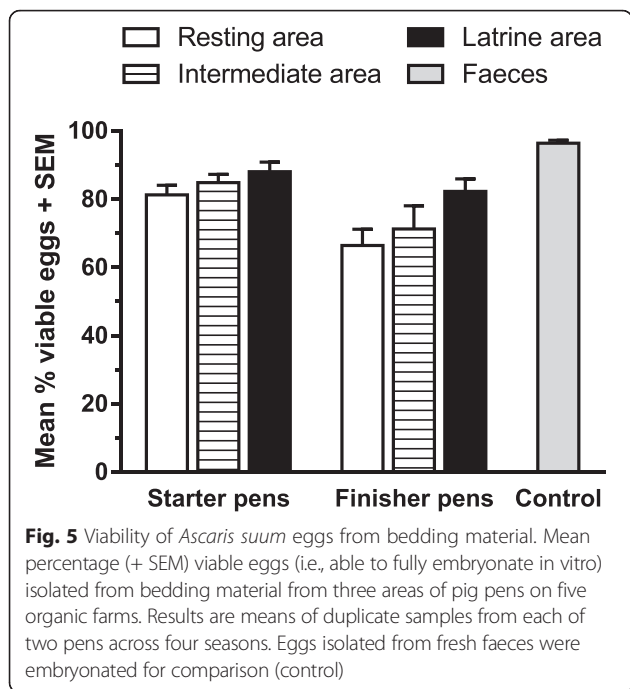 Resting area
Latrine area
Intermediate area
Faeces
Mean % viable eggs + SEM
100
80
60
40
20
0
Starter pens
Finisher pens
Control
Fig. 5 Viability of Ascaris suum eggs from bedding material. Mean
percentage (+ SEM) viable eggs (i.e., able to fully embryonate in vitro)
isolated from bedding material from three areas of pig pens on five
organic farms. Results are means of duplicate samples from each of
two pens across four seasons. Eggs isolated from fresh faeces were
embryonated for comparison (control)